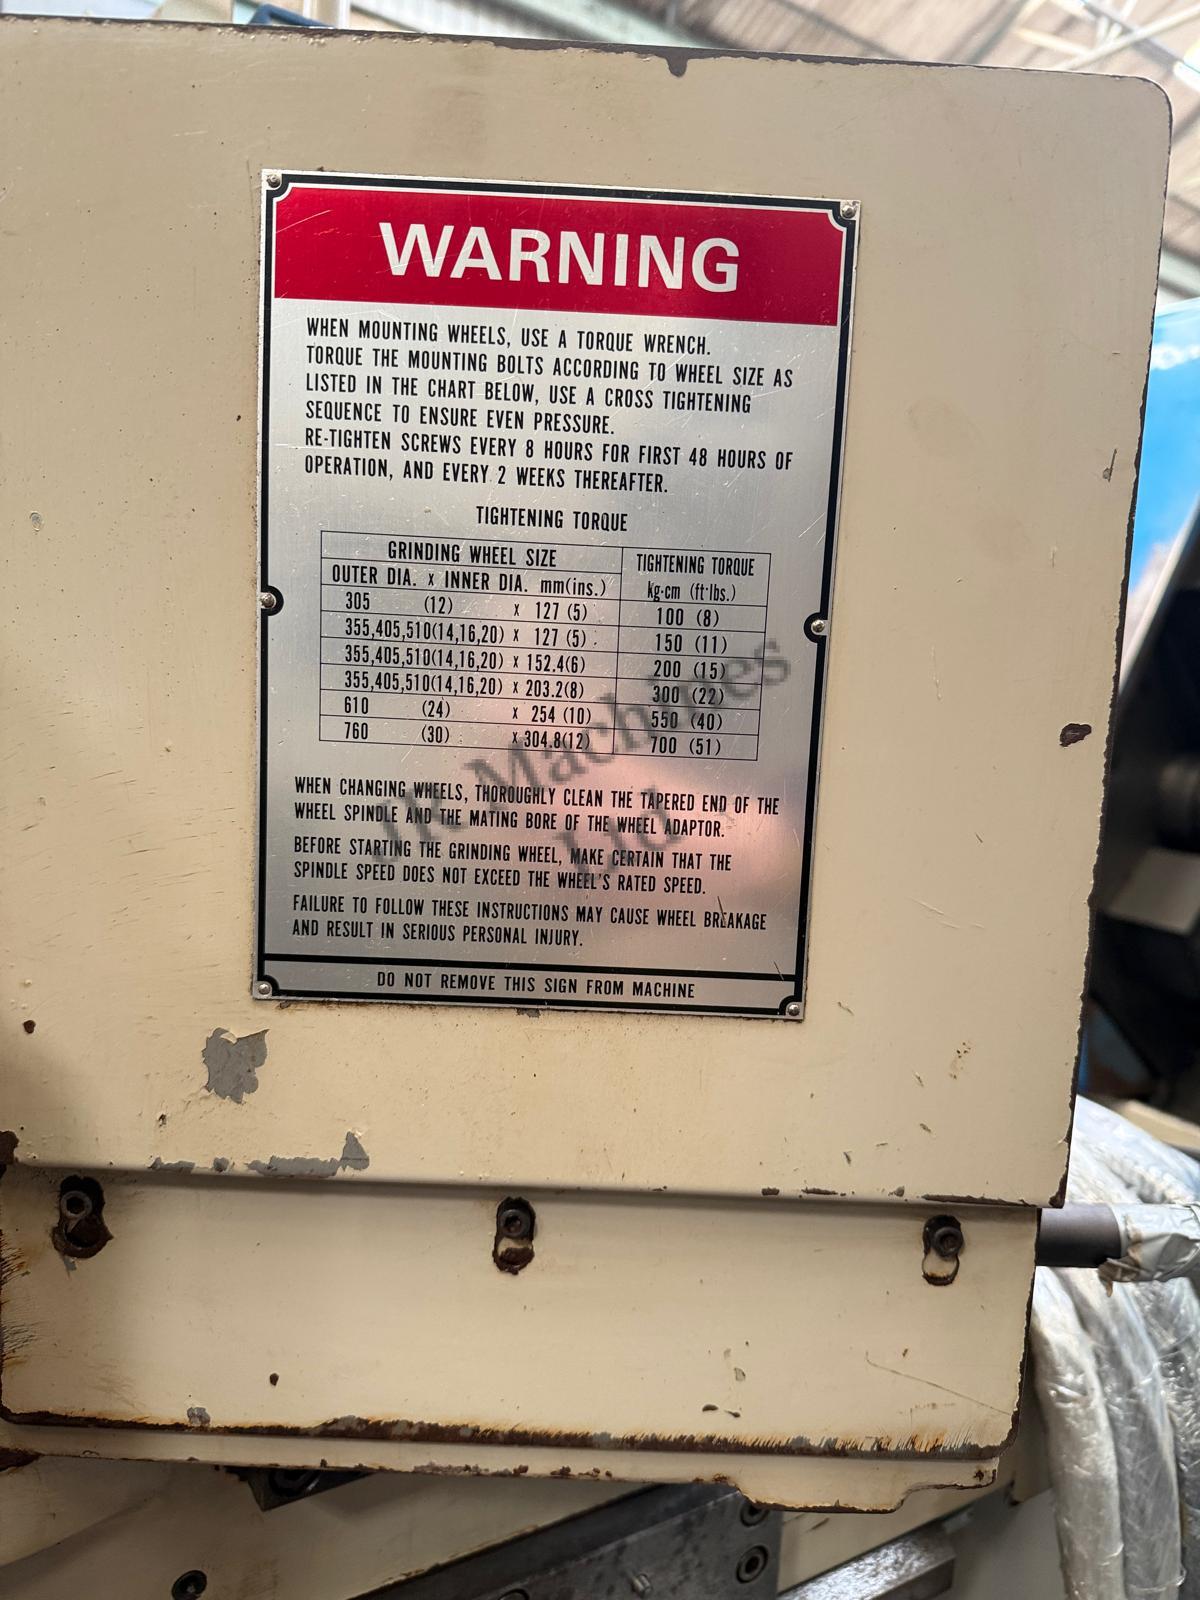 WARNING
WHEN MOUNTING WHEELS, USE A TORQUE WRENCH.
TORQUE THE MOUNTING BOLTS ACCORDING TO WHEEL SIZE AS
LISTED IN THE CHART BELOW, USE A CROSS TIGHTENING
SEQUENCE TO ENSURE EVEN PRESSURE.
RE-TIGHTEN SCREWS EVERY 8 HOURS FOR FIRST 48 HOURS OF
OPERATION, AND EVERY 2 WEEKS THEREAFTER.
TIGHTENING TORQUE
GRINDING WHEEL SIZE TIGHTENING TORQUE
OUTER DIA. x INNER DIA. mm(ins.) kg-cm (ft·lbs.)
305 (12) x 127 (5) 100 (8)
355,405,510(14,16,20) x 127 (5) 150 (11)
355,405,510(14,16,20) x 152.4(6) 200 (15)
355,405,510(14,16,20) x 203.2(8) 300 (22)
610 (24) x 254 (10) 550 (40)
760 (30) x 304.8(12) 700 (51)
WHEN CHANGING WHEELS, THOROUGHLY CLEAN THE TAPERED END OF THE
WHEEL SPINDLE AND THE MATING BORE OF THE WHEEL ADAPTOR.
BEFORE STARTING THE GRINDING WHEEL, MAKE CERTAIN THAT THE
SPINDLE SPEED DOES NOT EXCEED THE WHEEL'S RATED SPEED.
FAILURE TO FOLLOW THESE INSTRUCTIONS MAY CAUSE WHEEL BREAKAGE
AND RESULT IN SERIOUS PERSONAL INJURY.
DO NOT REMOVE THIS SIGN FROM MACHINE
JR Machines
Ltd